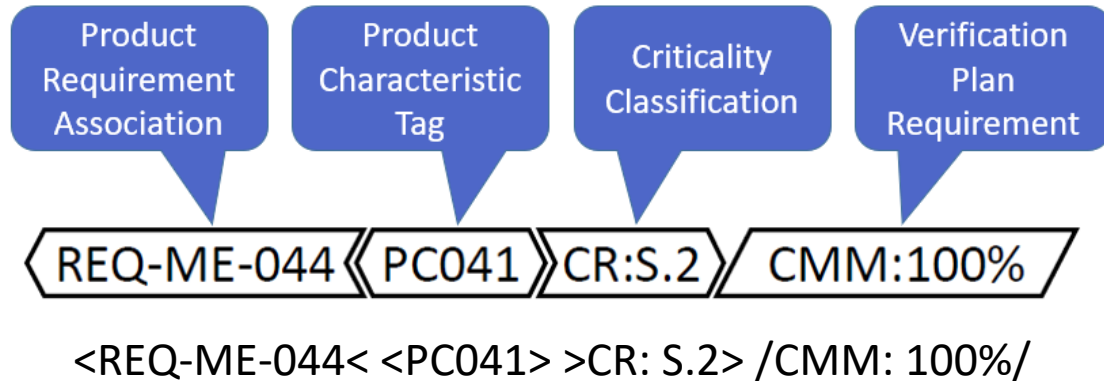 Product
Requirement
Association
Product
Characteristic
Tag
Criticality
Classification
Verification
Plan
Requirement
REQ-ME-044 PC041 CR:S.2 CMM:100%
<REQ-ME-044< <PC041> >CR: S.2> /CMM: 100%/